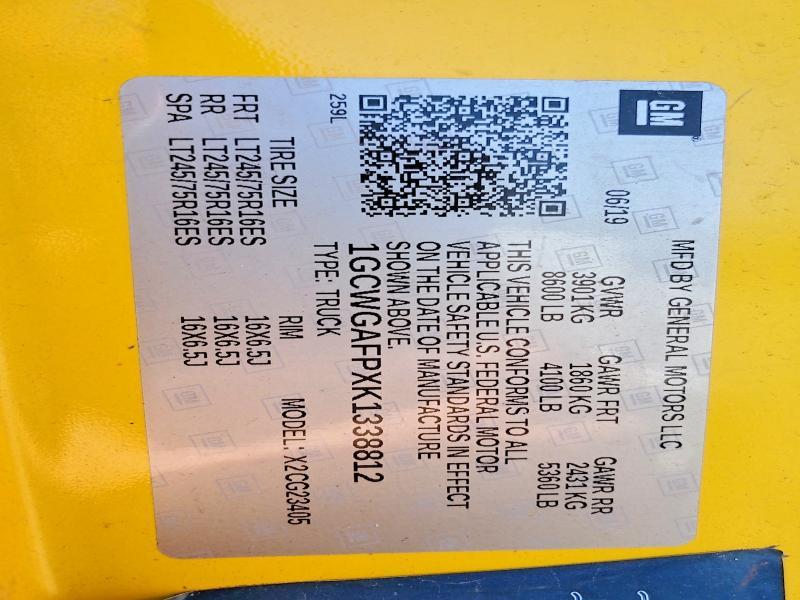 GM
MFD BY GENERAL MOTORS LLC
06/19
GVWR GAWR FRT GAWR RR
3901 KG 1860 KG 2431 KG
8600 LB 4100 LB 5360 LB
THIS VEHICLE CONFORMS TO ALL
APPLICABLE U.S. FEDERAL MOTOR
VEHICLE SAFETY STANDARDS IN EFFECT
ON THE DATE OF MANUFACTURE
SHOWN ABOVE.
1GCWGAFPXK1338812
259L
TYPE: TRUCK
MODEL: X2CG23405
TIRE SIZE RIM
FRT LT245/75R16ES 16X6.5J
RR LT245/75R16ES 16X6.5J
SPA LT245/75R16ES 16X6.5J